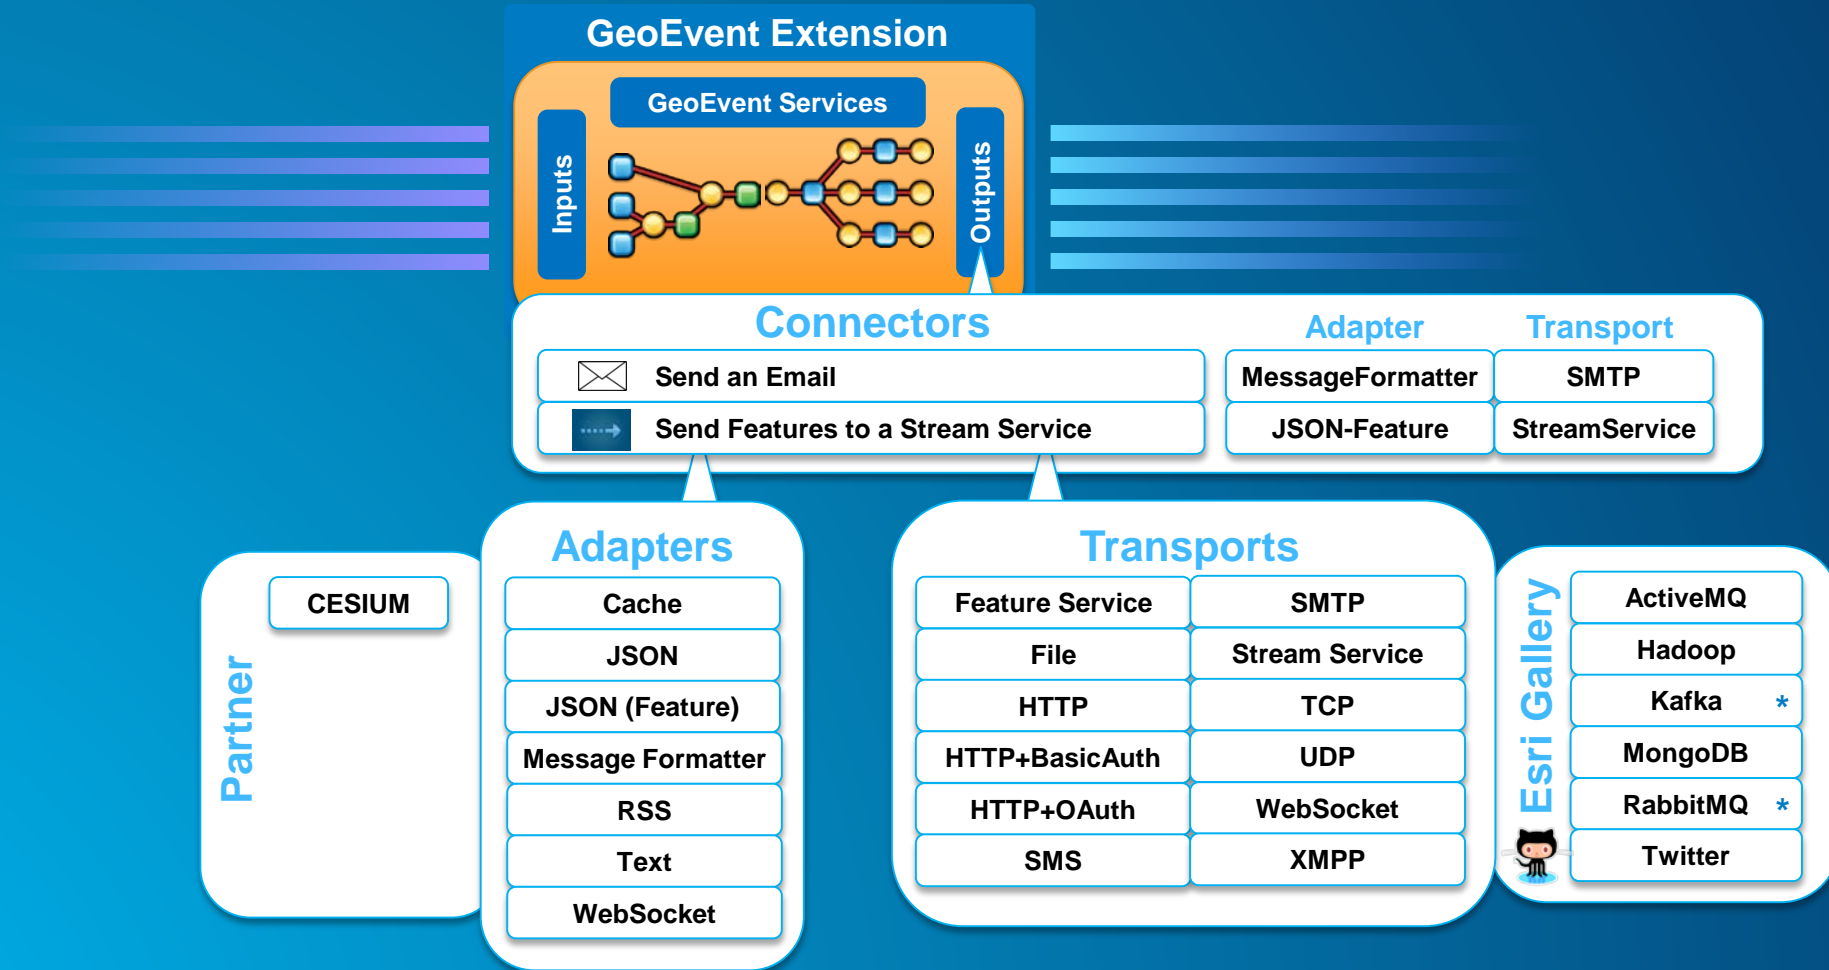 GeoEvent Extension
GeoEvent Services
Inputs
Outputs
Connectors
Adapter
Transport
Send an Email
MessageFormatter
SMTP
Send Features to a Stream Service
JSON-Feature
StreamService
Partner
CESIUM
Adapters
Cache
JSON
JSON (Feature)
Message Formatter
RSS
Text
WebSocket
Transports
Feature Service
SMTP
File
Stream Service
HTTP
TCP
HTTP+BasicAuth
UDP
HTTP+OAuth
WebSocket
SMS
XMPP
Esri Gallery
ActiveMQ
Hadoop
Kafka *
MongoDB
RabbitMQ *
Twitter